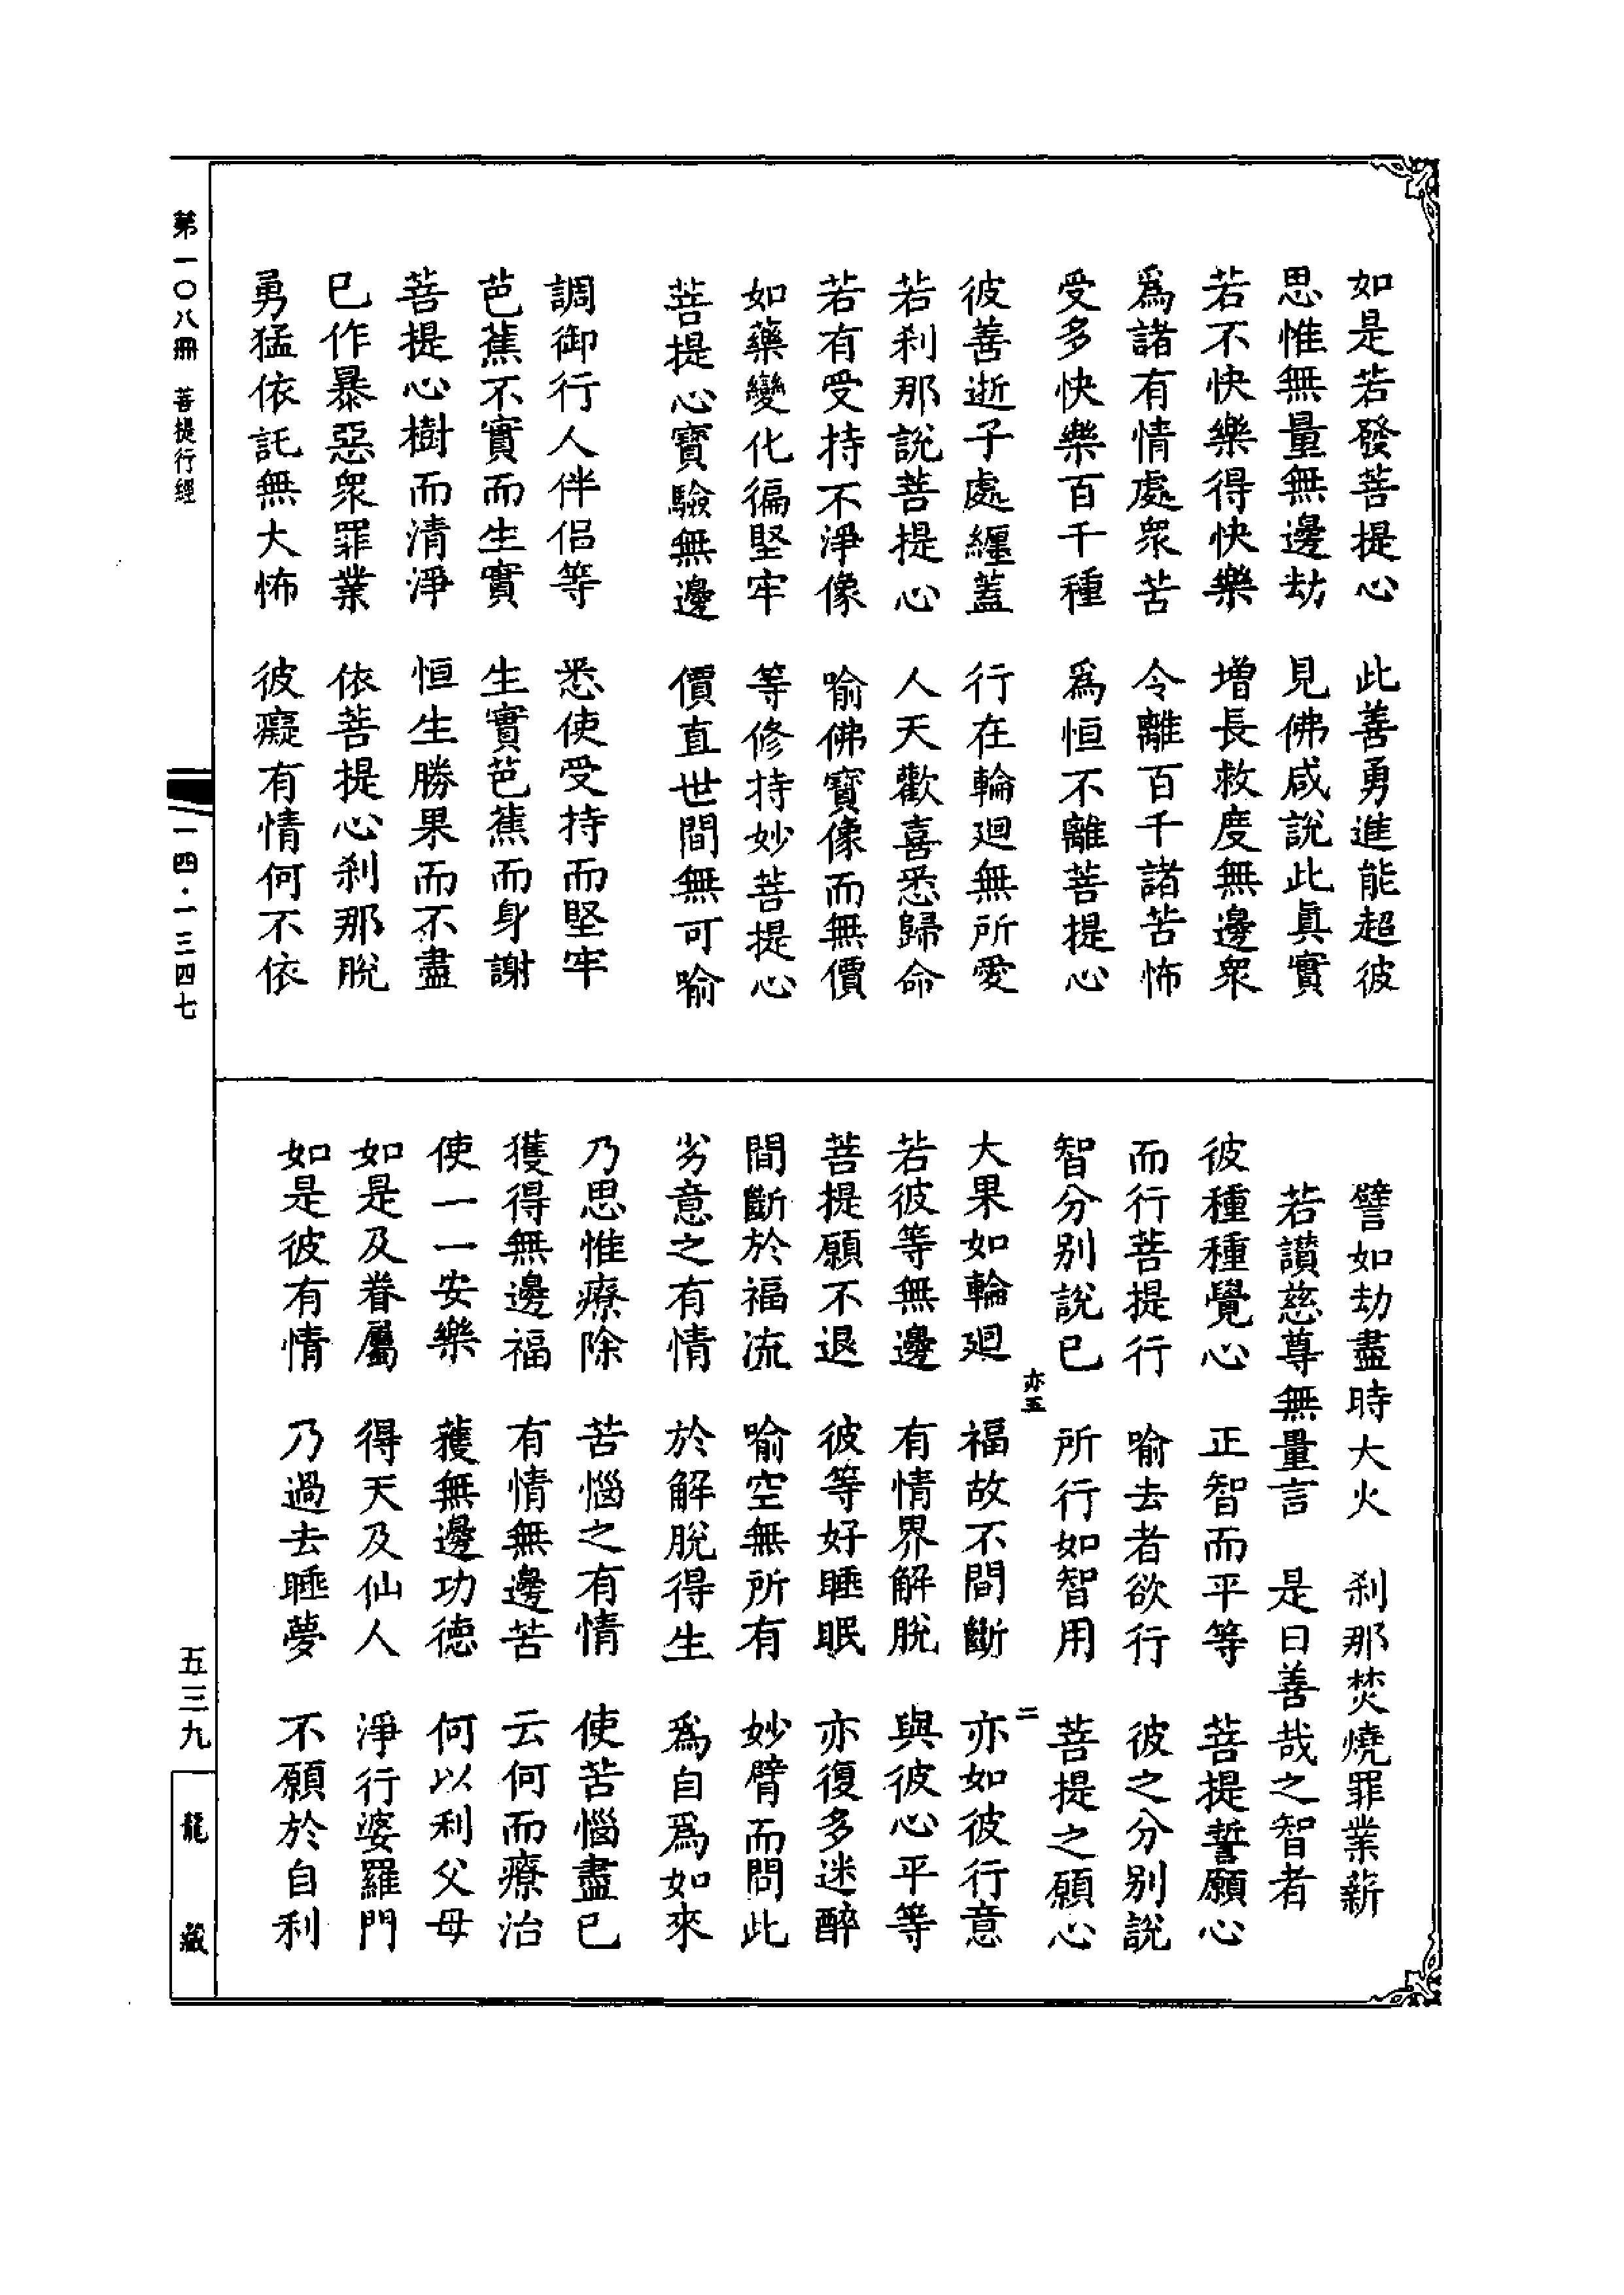 如是若發菩提心　此善勇進能超彼
思惟無量無邊劫　見佛咸說此眞實
若不快樂得快樂　增長救度無邊衆
爲諸有情處衆苦　令離百千諸苦怖
受多快樂百千種　爲恒不離菩提心
彼善逝子處纏蓋　行在輪廻無所愛
若刹那說菩提心　人天歡喜悉歸命
若有受持不淨像　喻佛寶像而無價
如藥變化徧堅牢　等修持妙菩提心
菩提心寶驗無邊　價直世間無可喻
調御行人伴侶等　悉使受持而堅牢
芭蕉不實而生實　生實芭蕉而身謝
菩提心樹而清淨　恒生勝果而不盡
已作暴惡衆罪業　依菩提心刹那脫
勇猛依託無大怖　彼癡有情何不依
譬如劫盡時大火　刹那焚燒罪業薪
若讃慈尊無量言　是曰善哉之智者
彼種種覺心　正智而平等　菩提誓願心
而行菩提行　喻去者欲行　彼之分別說
智分別說已　所行如智用　菩提之願心
亦五　二
大果如輪廻　福故不間斷　亦如彼行意
若彼等無邊　有情界解脫　與彼心平等
菩提願不退　彼等好睡眠　亦復多迷醉
間斷於福流　喻空無所有　妙臂而問此
劣意之有情　於解脫得生　爲自爲如來
乃思惟療除　苦惱之有情　使苦惱盡已
獲得無邊福　有情無邊苦　云何而療治
使一一安樂　獲無邊功德　何以利父母
如是及眷屬　得天及仙人　淨行婆羅門
如是彼有情　乃過去睡夢　不願於自利
第一〇八冊　菩提行經
一四·一三四七
五三九
龍藏